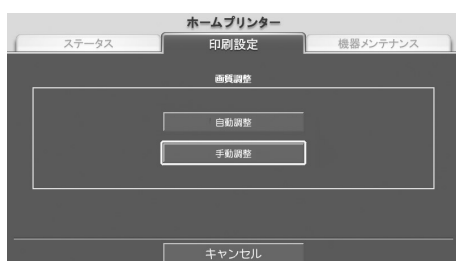 ホームプリンター
ステータス
印刷設定
機器メンテナンス
画質調整
自動調整
手動調整
キャンセル